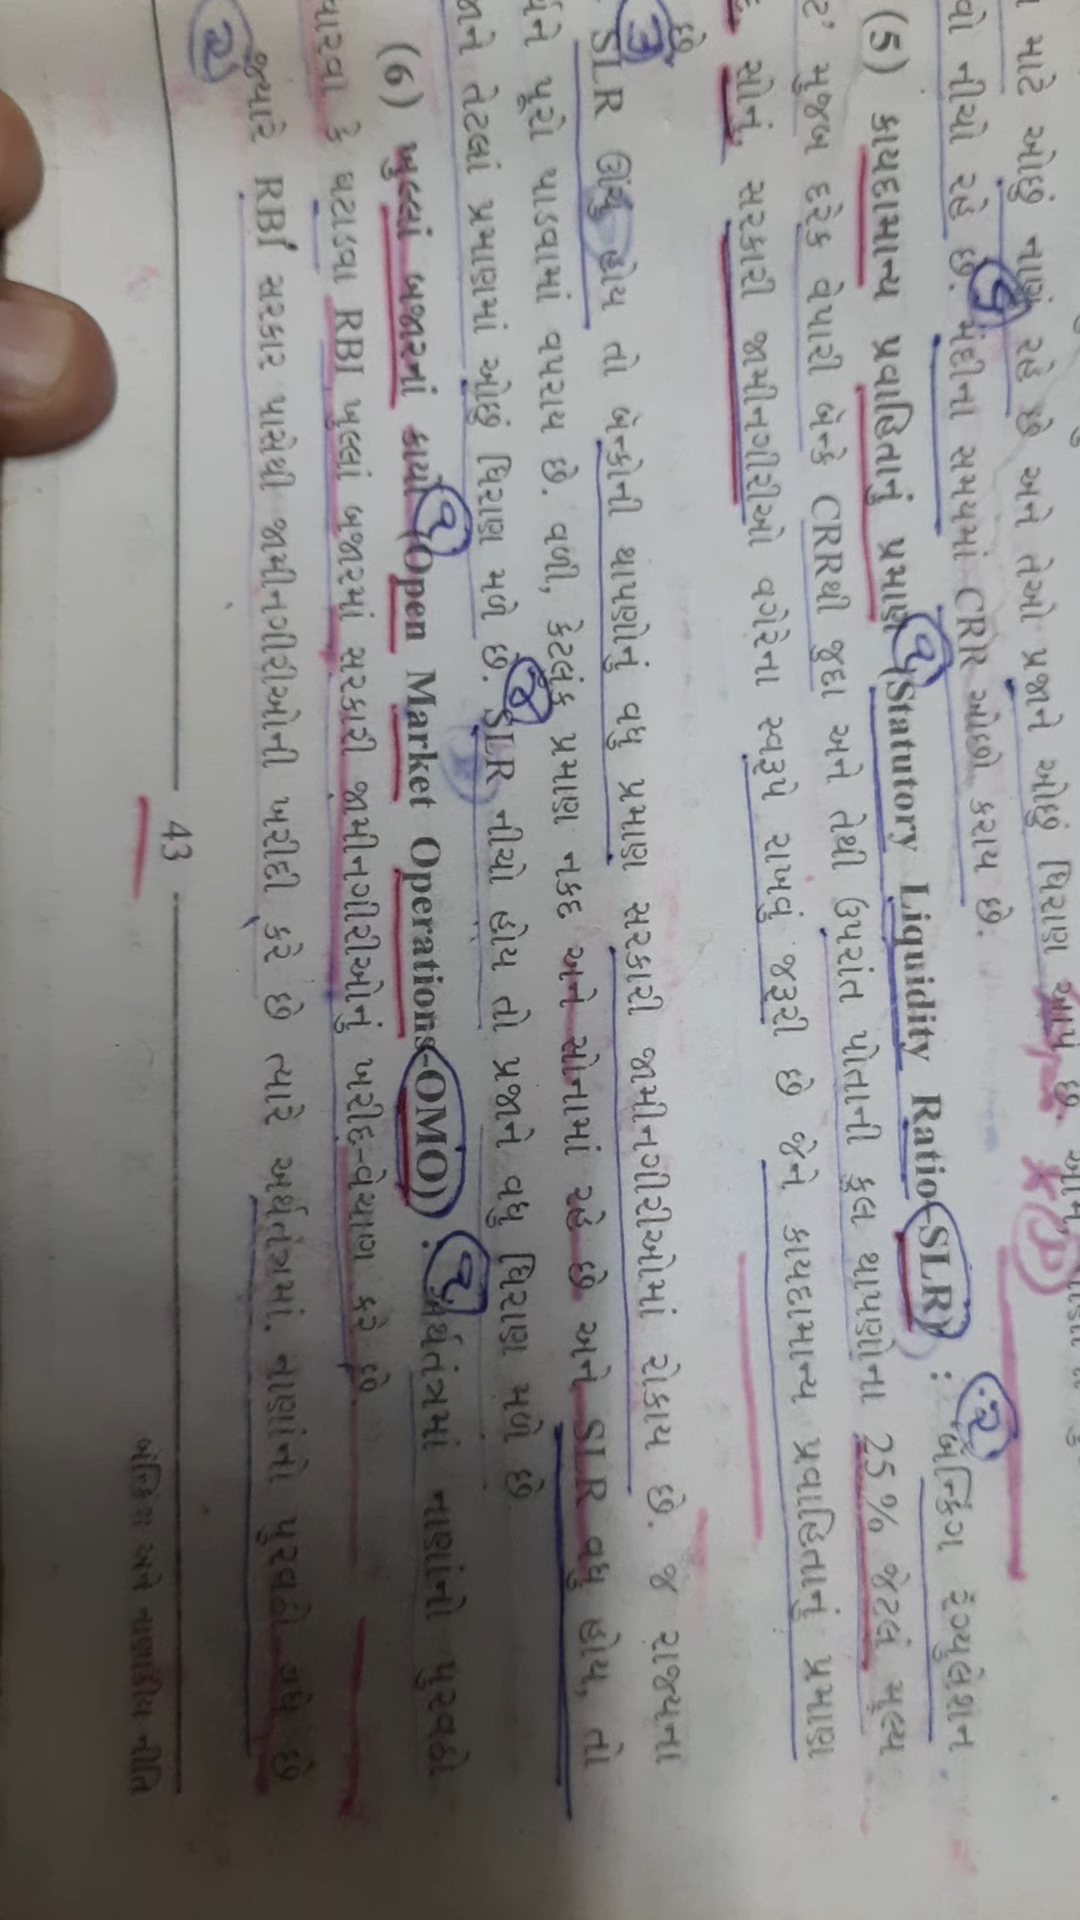 માટે ઓછું નાણું રહે છે અને તેઓ પ્રજાને ઓછું ધિરાણ આપે છે.
નીચો રહે છે. મંદીના સમયમાં CRR ઓછો કરાય છે.
(5) કાયદામાન્ય પ્રવાહિતાનું પ્રમાણ (Statutory Liquidity Ratio-SLR) : બૅન્કિંગ રેગ્યુલેશન
મુજબ દરેક વેપારી બેન્કે CRRથી જુદા અને તેથી ઉપરાંત પોતાની કુલ થાપણોના 25% જેટલું મૂલ્ય
સોનું, સરકારી જામીનગીરીઓ વગેરેના સ્વરૂપે રાખવું જરૂરી છે જેને કાયદામાન્ય પ્રવાહિતાનું પ્રમાણ
છે
3
SLR ઊંચુ હોય તો બેન્કોની થાપણોનું વધુ પ્રમાણ સરકારી જામીનગીરીઓમાં રોકાય છે. જે રાજ્યના
પૂરો પાડવામાં વપરાય છે. વળી, કેટલુંક પ્રમાણ નકદ અને સોનામાં રહે છે અને SLR વધુ હોય, તો
તેટલાં પ્રમાણમાં ઓછું ધિરાણ મળે છે. SLR નીચો હોય તો પ્રજાને વધુ ધિરાણ મળે છે
(6) ખુલ્લાં બજારનાં કાર્યો (Open Market Operations-OMO) : અર્થતંત્રમાં નાણાંનો પુરવઠો
વધારવા કે ઘટાડવા RBI ખુલ્લાં બજારમાં સરકારી જામીનગીરીઓનું ખરીદ-વેચાણ કરે છે.
જ્યારે RBI સરકાર પાસેથી જામીનગીરીઓની ખરીદી કરે છે ત્યારે અર્થતંત્રમાં નાણાંનો પુરવઠો વધે છે
43
બૅન્કિંગ અને નાણાકીય નીતિ